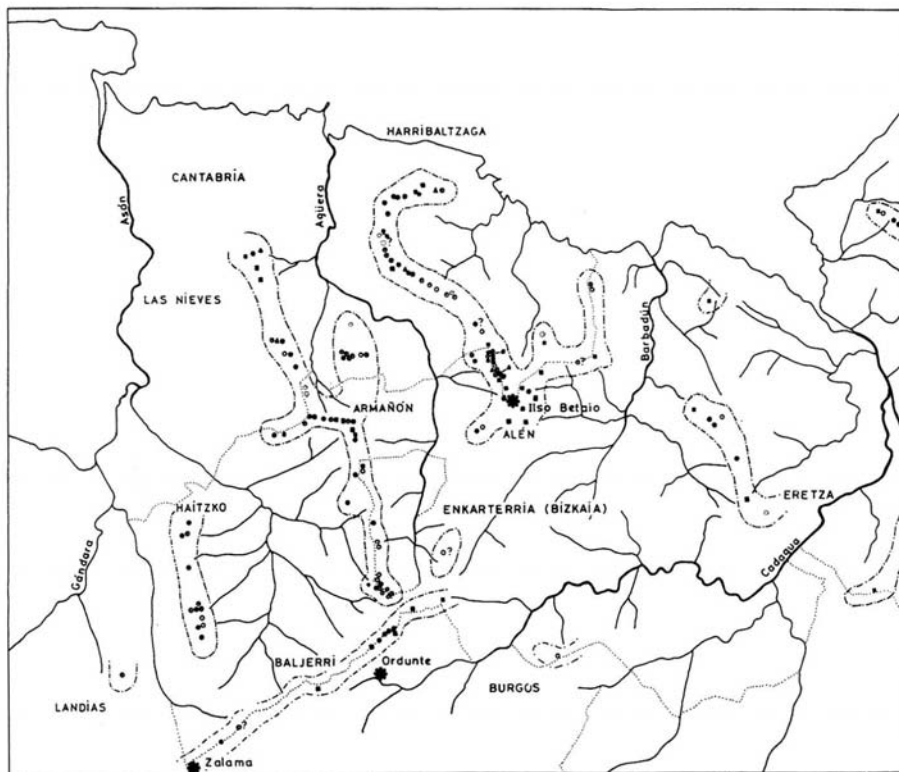 HARRIBALTZAGA
CANTABRIA
Asón
Agüera
LAS NIEVES
Barbadún
ARMAÑÓN
Ilso Betaio
ALEN
HAITZKO
ENKARTERRIA (BIZKAIA)
ERETZA
Gándara
Cadagua
BALJERRI
Ordunte
BURGOS
LANDIAS
Zalama
?
?
?
?
?